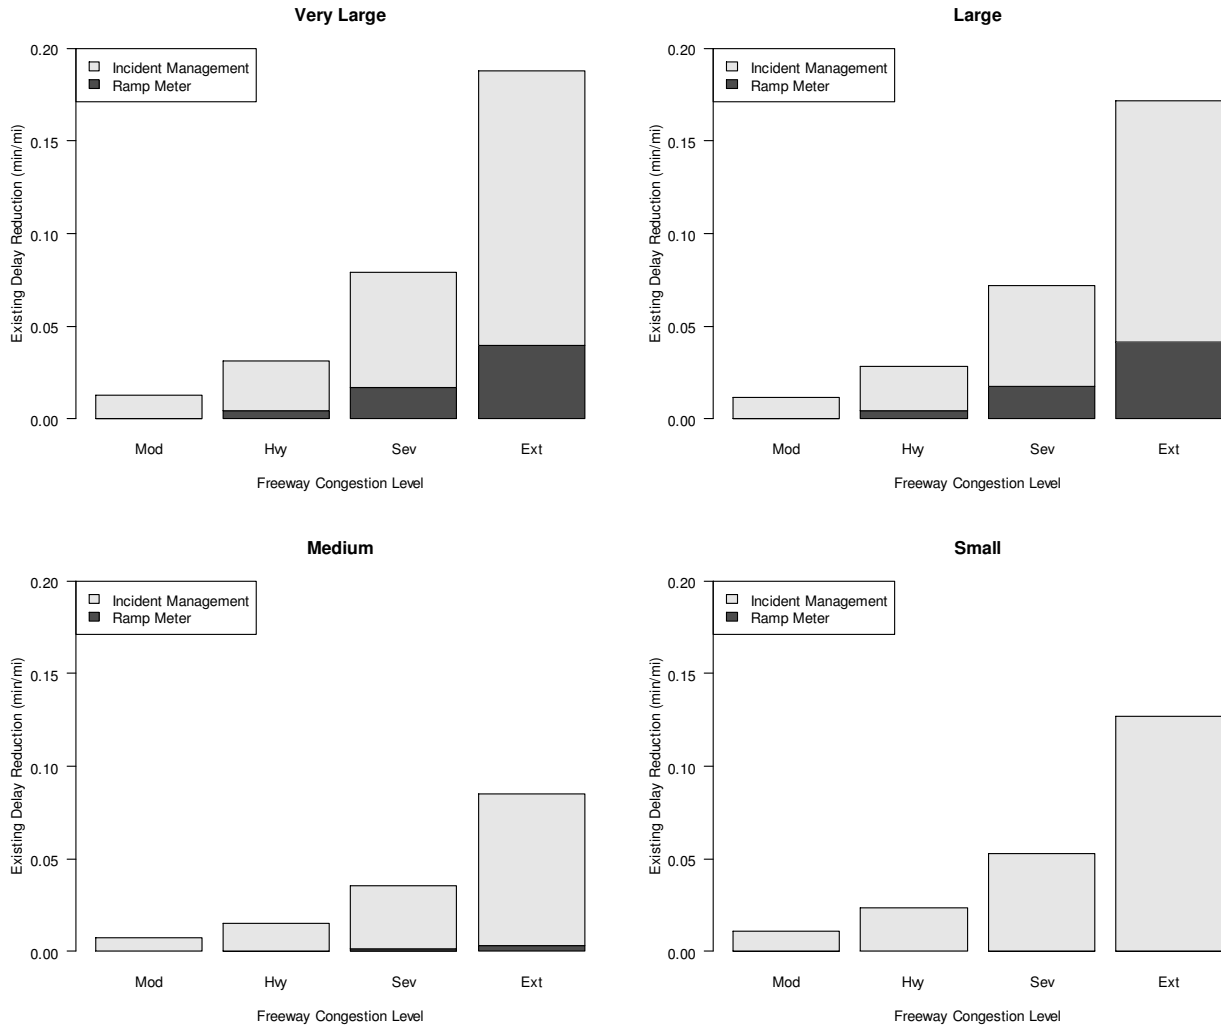 Very Large
Incident Management
Ramp Meter
Existing Delay Reduction (min/mi)
0.20
0.15
0.10
0.05
0.00
Mod Hvy Sev Ext
Freeway Congestion Level
Large
Incident Management
Ramp Meter
Existing Delay Reduction (min/mi)
0.20
0.15
0.10
0.05
0.00
Mod Hvy Sev Ext
Freeway Congestion Level
Medium
Incident Management
Ramp Meter
Existing Delay Reduction (min/mi)
0.20
0.15
0.10
0.05
0.00
Mod Hvy Sev Ext
Freeway Congestion Level
Small
Incident Management
Ramp Meter
Existing Delay Reduction (min/mi)
0.20
0.15
0.10
0.05
0.00
Mod Hvy Sev Ext
Freeway Congestion Level